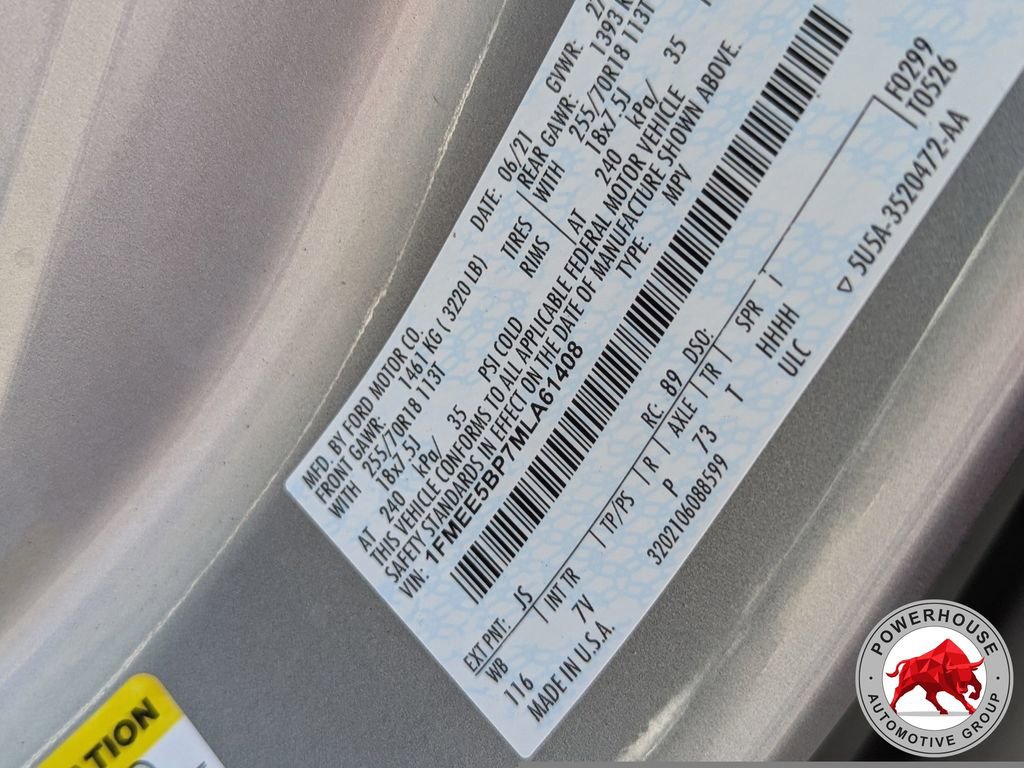 MFD. BY FORD MOTOR CO.
DATE: 06/21 GVWR:
FRONT GAWR: 1461 KG ( 3220 LB) REAR GAWR: 1393
WITH 255/70R18 113T TIRES WITH 255/70R18 113T
18x7.5J RIMS 18x7.5J
AT 240 kPa/ 35 PSI COLD AT 240 kPa/ 35
THIS VEHICLE CONFORMS TO ALL APPLICABLE FEDERAL MOTOR VEHICLE
SAFETY STANDARDS IN EFFECT ON THE DATE OF MANUFACTURE SHOWN ABOVE.
VIN: 1FMEE5BP7MLA61408 TYPE: MPV
F0299
T0526
EXT PNT: JS RC: 89 DSO:
WB INT TR TP/PS R AXLE TR SPR
116 7V P 73 T HHHH
MADE IN U.S.A. 3202106088599 ULC
▽ 5U5A-3520472-AA
TION
POWERHOUSE
AUTOMOTIVE GROUP